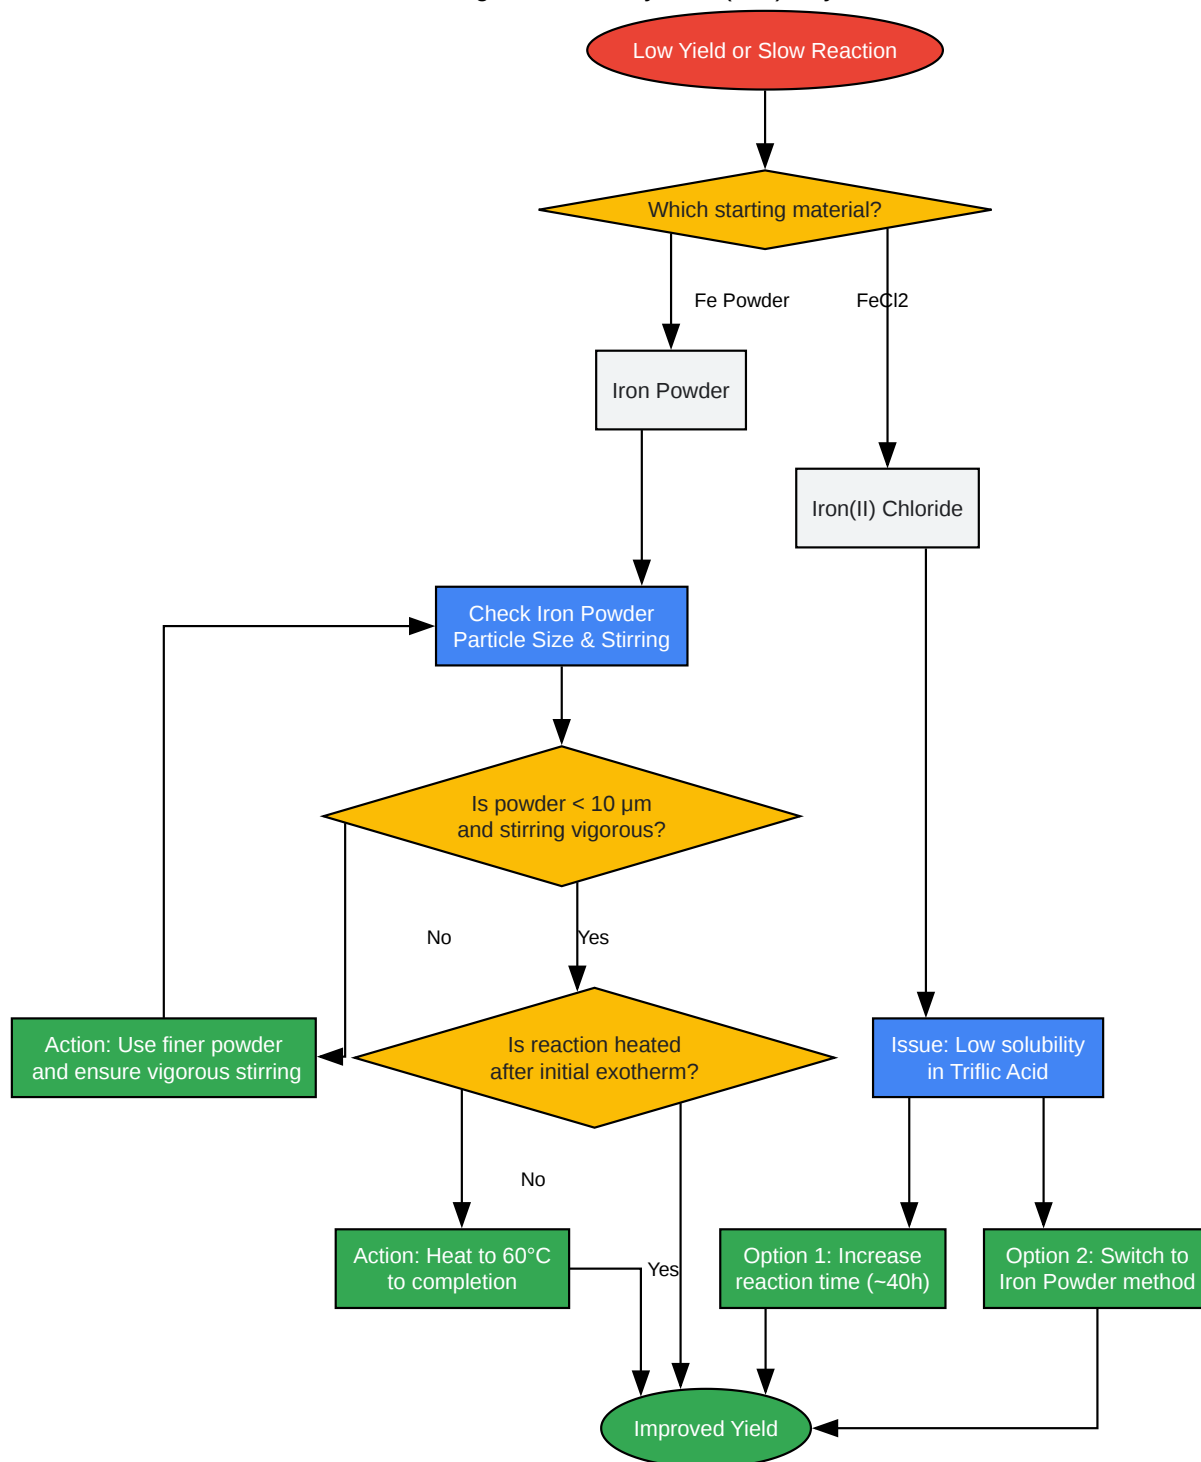 Low Yield or Slow Reaction
Which starting material?
Fe Powder
FeCl2
Iron Powder
Iron(II) Chloride
Check Iron Powder
Particle Size & Stirring
Is powder < 10 μm
and stirring vigorous?
No
Yes
Action: Use finer powder
and ensure vigorous stirring
Is reaction heated
after initial exotherm?
Issue: Low solubility
in Triflic Acid
No
Action: Heat to 60°C
to completion
Yes
Option 1: Increase
reaction time (~40h)
Option 2: Switch to
Iron Powder method
Improved Yield